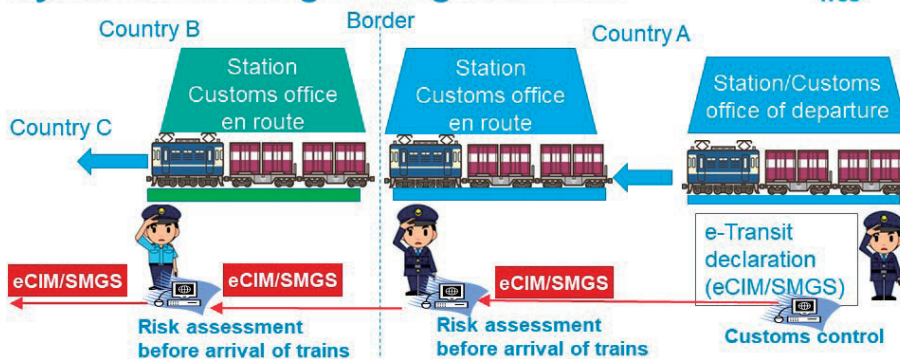 Country B
Border
Country A
Station
Customs office
en route
Station
Customs office
en route
Station/Customs
office of departure
Country C
e-Transit
declaration
(eCIM/SMGS)
eCIM/SMGS
eCIM/SMGS
eCIM/SMGS
Risk assessment
before arrival of trains
Risk assessment
before arrival of trains
Customs control